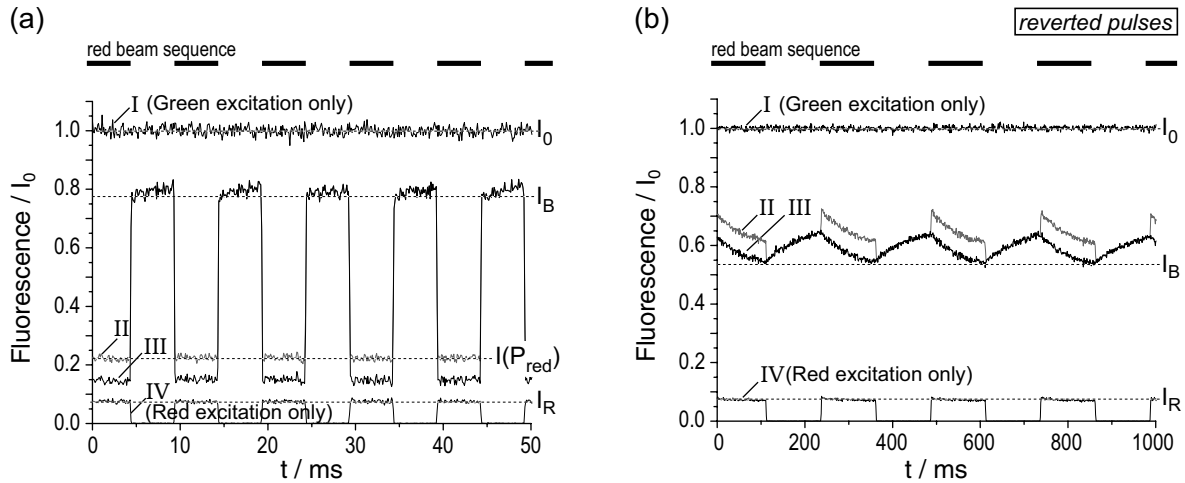 (a)
red beam sequence
I (Green excitation only)
I0
IB
II
III
I(Pred)
IV
(Red excitation only)
IR
1.0
0.8
0.6
0.4
0.2
0.0
Fluorescence / I0
0 10 20 30 40 50
t / ms
(b)
reverted pulses
red beam sequence
I (Green excitation only)
I0
II
III
IB
IV (Red excitation only)
IR
1.0
0.8
0.6
0.4
0.2
0.0
Fluorescence / I0
0 200 400 600 800 1000
t / ms